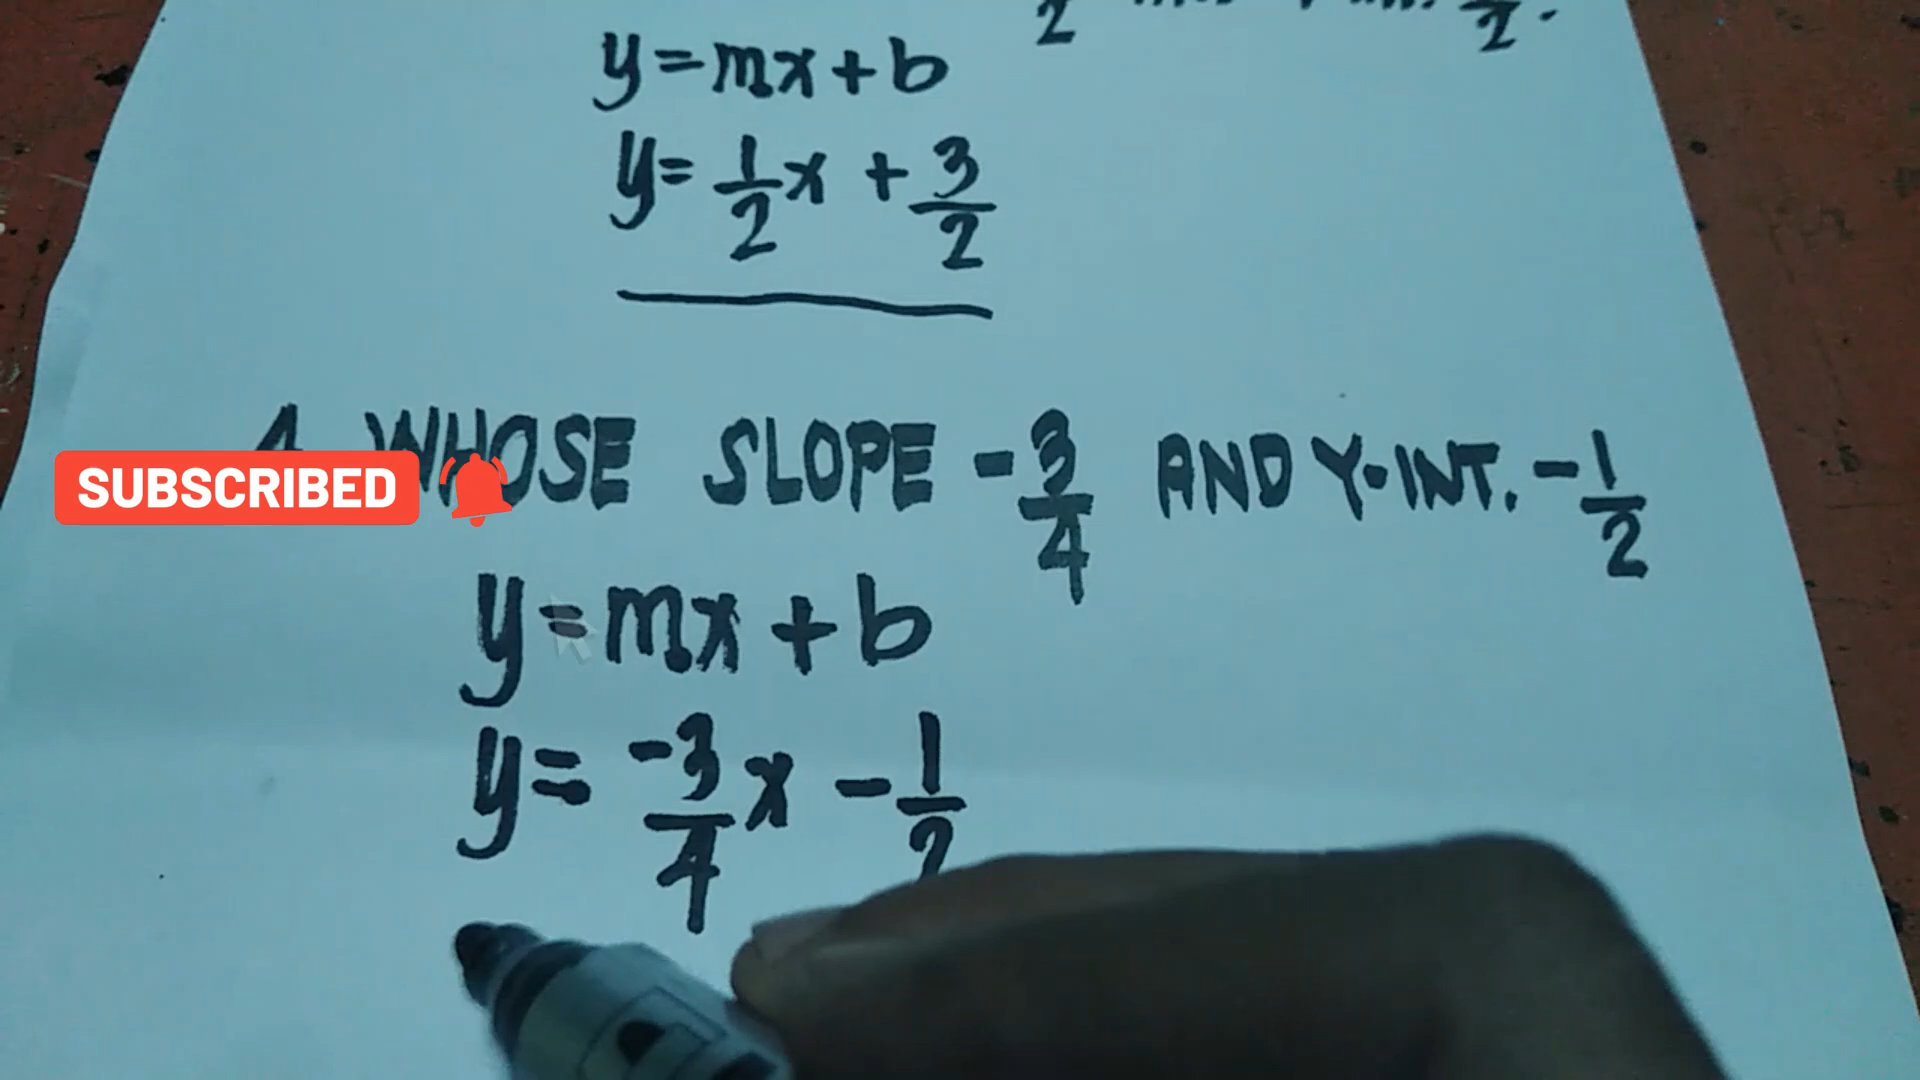 y=mx+b
y=1/2x+3/2
4. WHOSE SLOPE -3/4 AND Y-INT. -1/2
SUBSCRIBED
y=mx+b
y=-3/4x-1/2